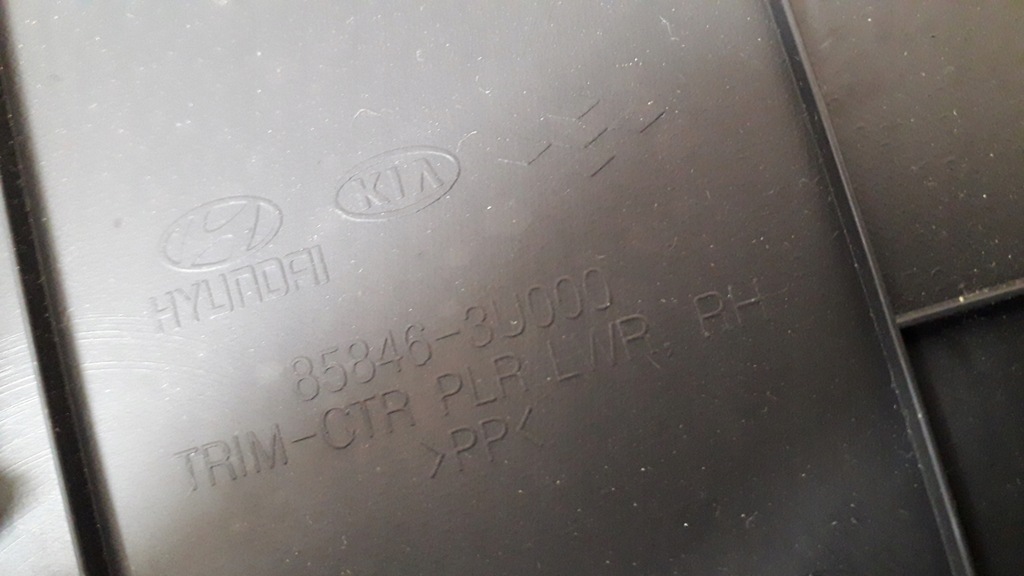 KIA
HYUNDAI
85846-3U000
TRIM-CTR PLR LWR, RH
>PP<